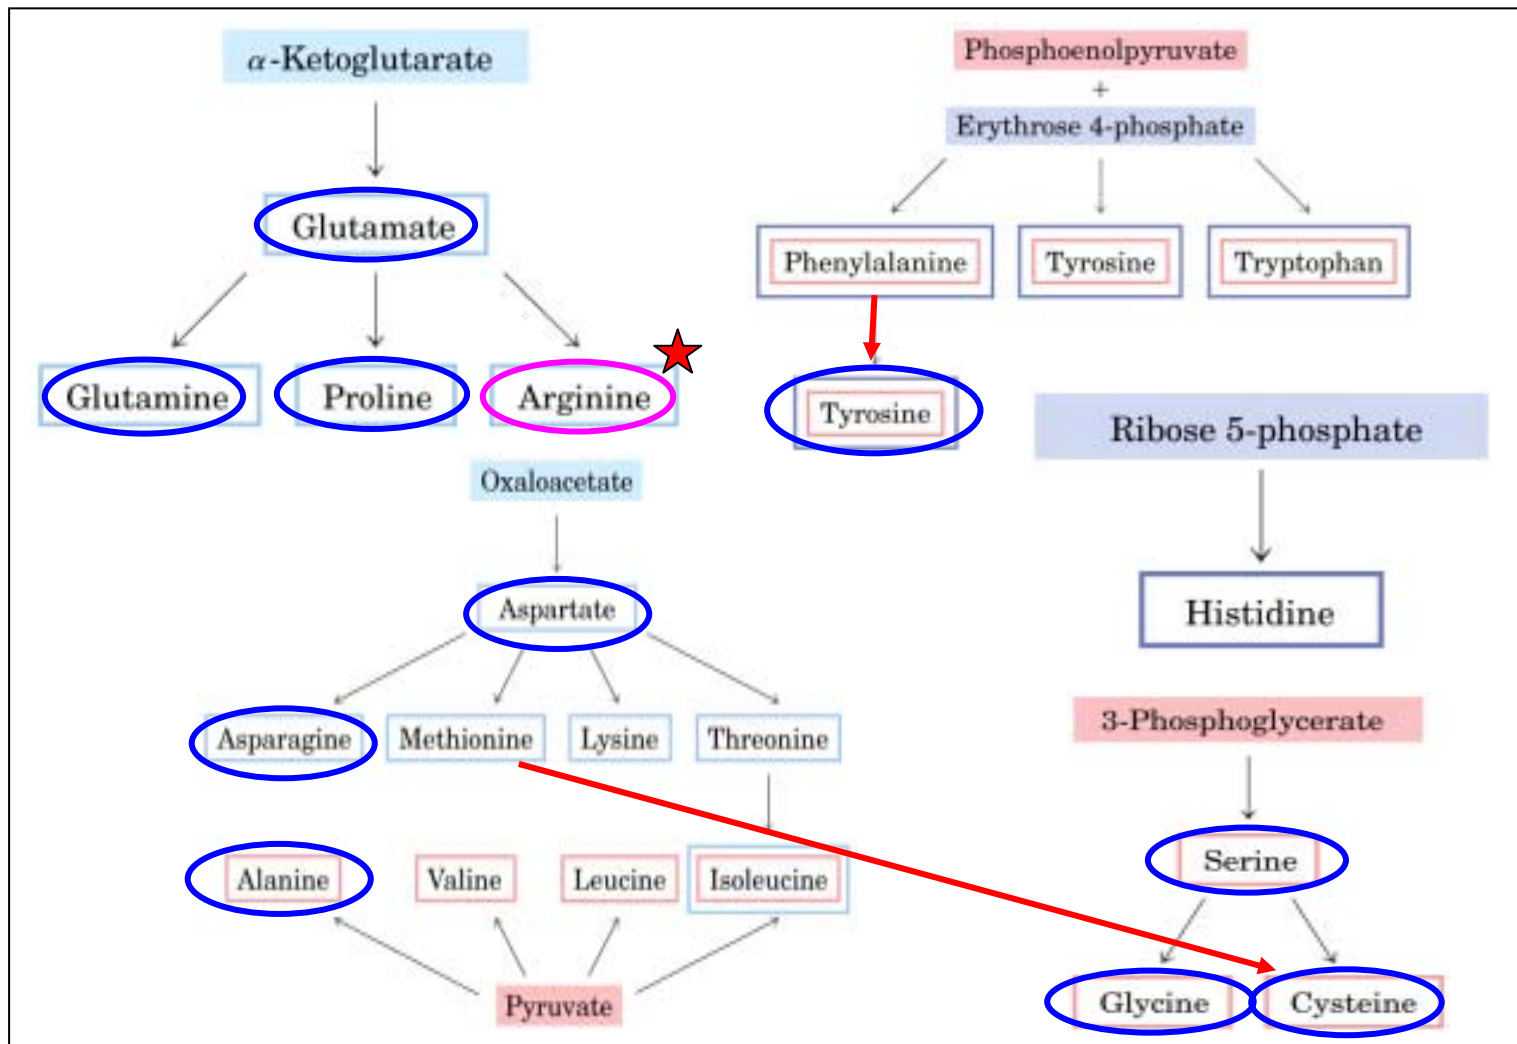 α-Ketoglutarate
Glutamate
Glutamine Proline Arginine
Phosphoenolpyruvate
+
Erythrose 4-phosphate
Phenylalanine Tyrosine Tryptophan
Tyrosine
Ribose 5-phosphate
Histidine
Oxaloacetate
Aspartate
Asparagine Methionine Lysine Threonine
Alanine Valine Leucine Isoleucine
Pyruvate
3-Phosphoglycerate
Serine
Glycine Cysteine